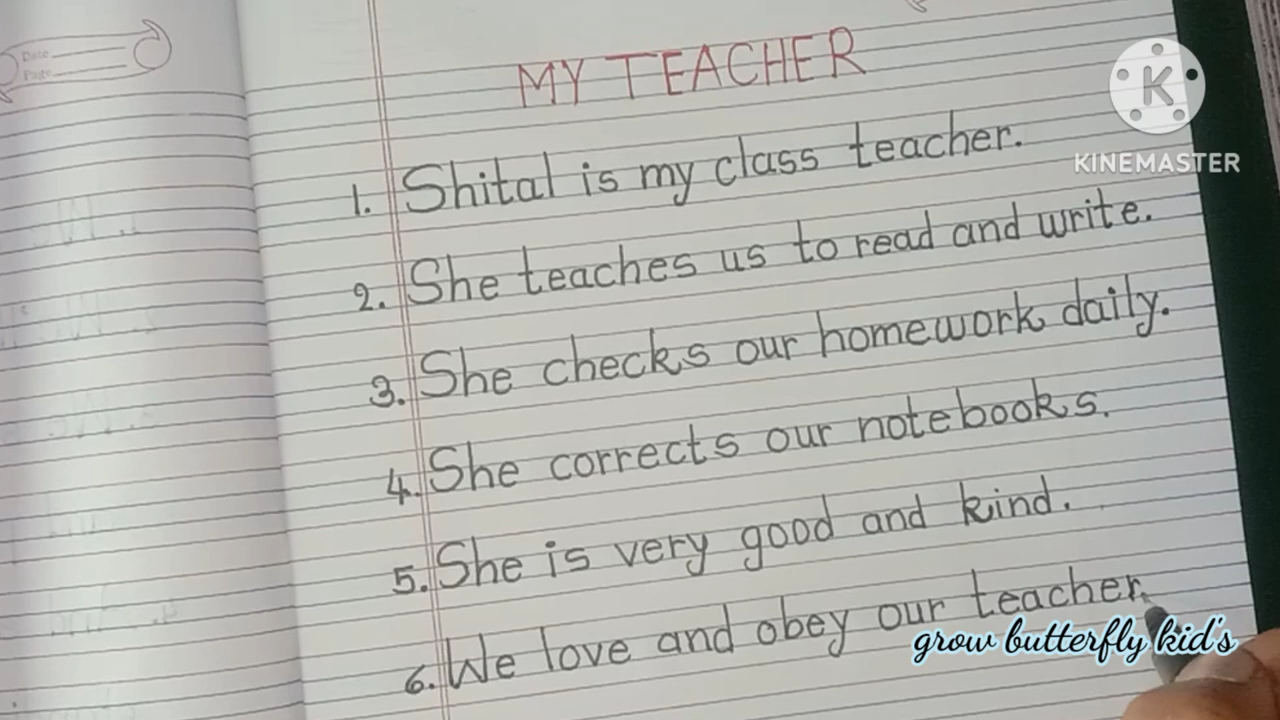 Date
Page
MY TEACHER
K
KINEMASTER
1. Shital is my class teacher.
2. She teaches us to read and write.
3. She checks our homework daily.
4. She corrects our notebooks.
5. She is very good and kind.
6. We love and obey our teacher.
grow butterfly kid's